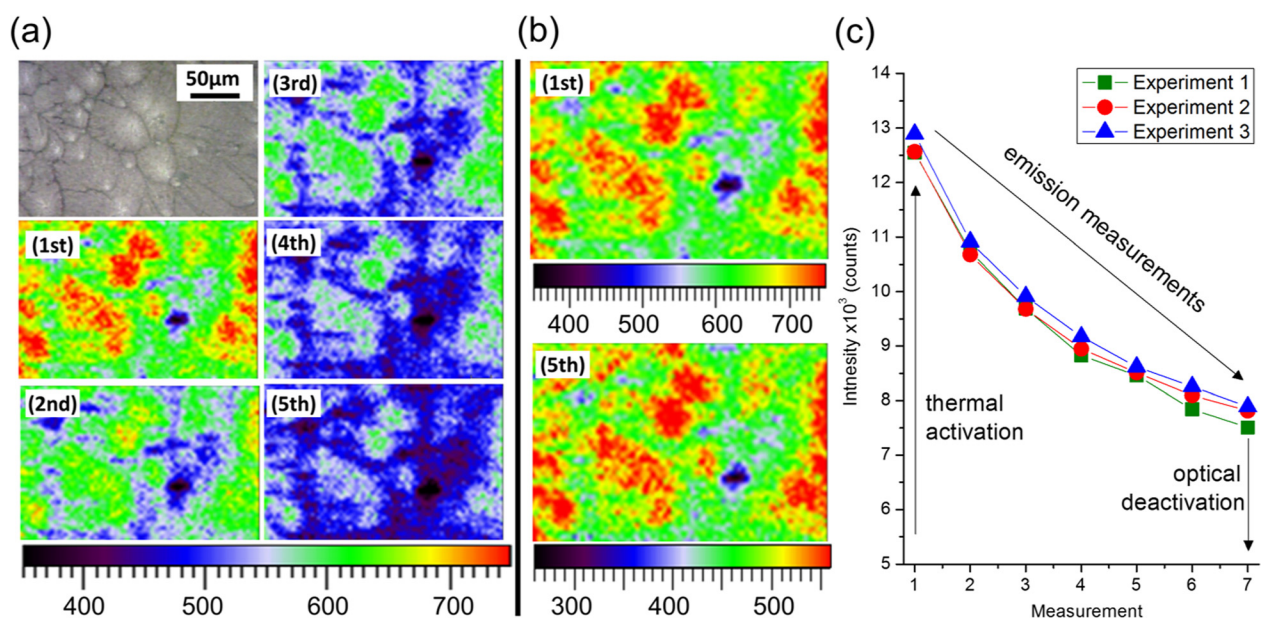 (a)
50μm
(3rd)
(1st)
(4th)
(2nd)
(5th)
400 500 600 700
(b)
(1st)
400 500 600 700
(5th)
300 400 500
(c)
14
13
12
11
10
9
8
7
6
5
Intnesity x10³ (counts)
Experiment 1
Experiment 2
Experiment 3
emission measurements
thermal
activation
optical
deactivation
1 2 3 4 5 6 7
Measurement